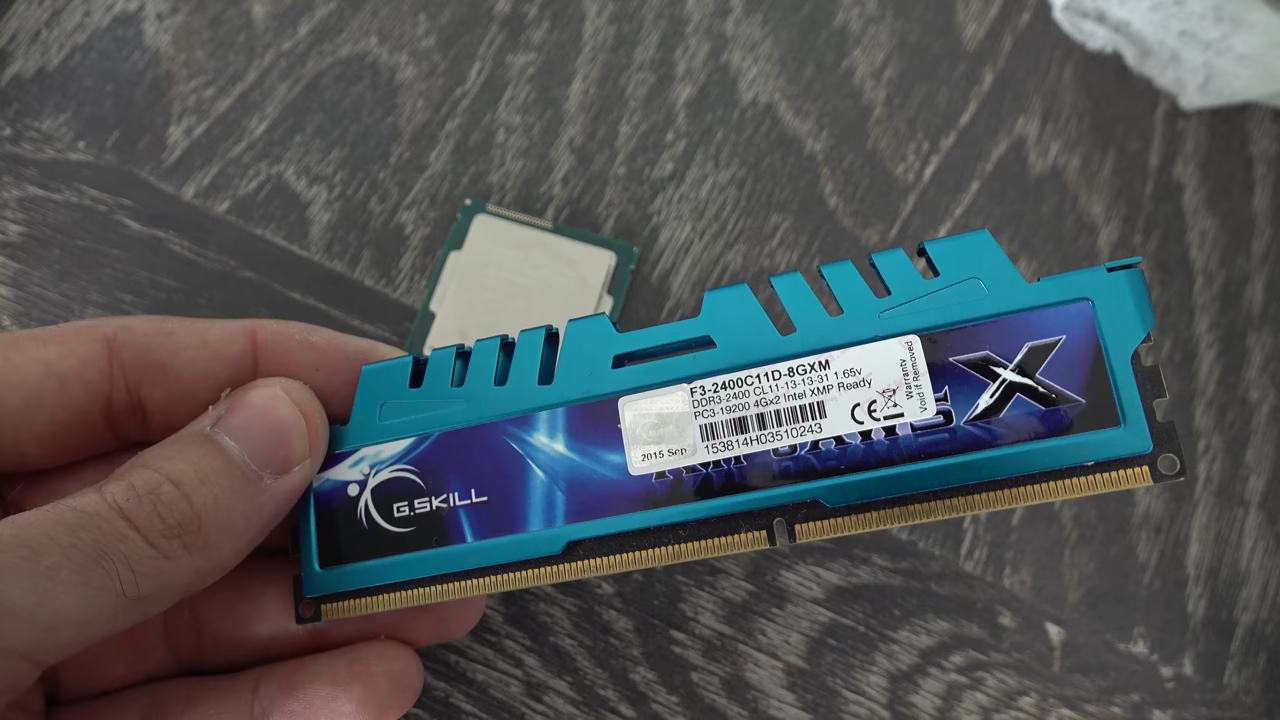 F3-2400C11D-8GXM
DDR3-2400 CL11-13-13-31 1.65v
PC3-19200 4Gx2 Intel XMP Ready
153814H03510243
2015 Sep
CE
Warranty
Void if Removed
X
G.SKILL